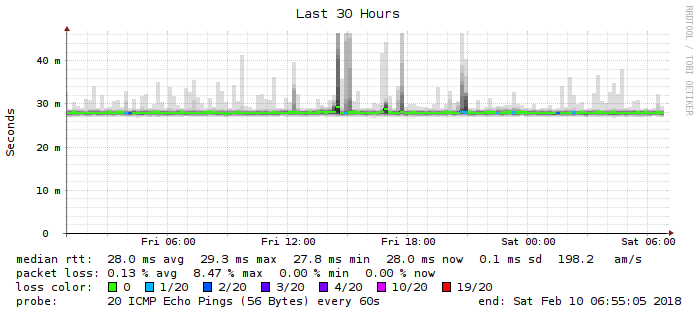 Last 30 Hours
RRDTOOL / TOBI OETIKER
Seconds
40 m
30 m
20 m
10 m
0
Fri 06:00 Fri 12:00 Fri 18:00 Sat 00:00 Sat 06:00
median rtt: 28.0 ms avg 29.3 ms max 27.8 ms min 28.0 ms now 0.1 ms sd 198.2 am/s
packet loss: 0.13 % avg 8.47 % max 0.00 % min 0.00 % now
loss color: 0 1/20 2/20 3/20 4/20 10/20 19/20
probe: 20 ICMP Echo Pings (56 Bytes) every 60s end: Sat Feb 10 06:55:05 2018